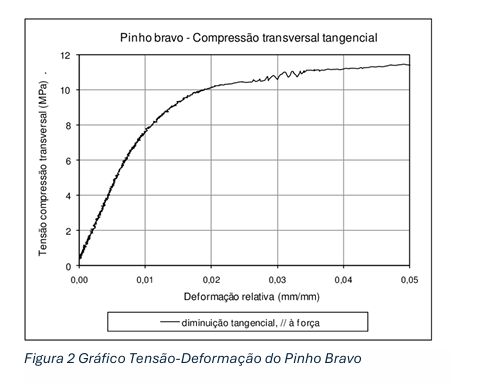 Pinho bravo - Compressão transversal tangencial
Tensão compressão transversal (MPa) .
12
10
8
6
4
2
0
0,00 0,01 0,02 0,03 0,04 0,05
Deformação relativa (mm/mm)
diminuição tangencial, // à força
Figura 2 Gráfico Tensão-Deformação do Pinho Bravo